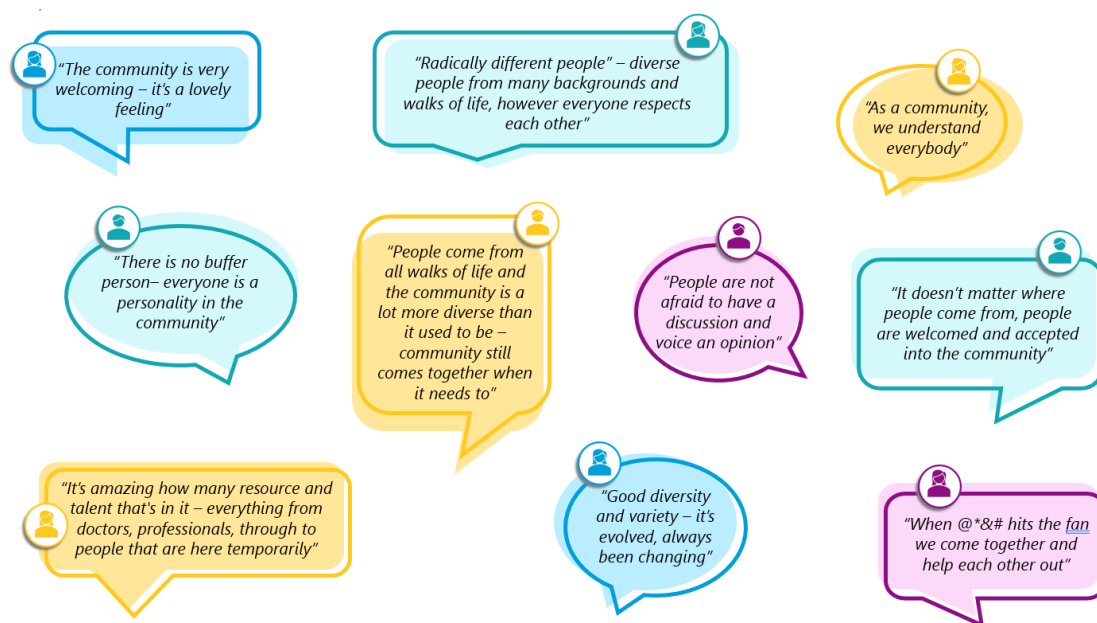 “The community is very
welcoming – it’s a lovely
feeling”
“Radically different people” – diverse
people from many backgrounds and
walks of life, however everyone respects
each other”
“As a community,
we understand
everybody”
“There is no buffer
person– everyone is a
personality in the
community”
“People come from
all walks of life and
the community is a
lot more diverse than
it used to be –
community still
comes together when
it needs to”
“People are not
afraid to have a
discussion and
voice an opinion”
“It doesn’t matter where
people come from, people
are welcomed and accepted
into the community”
“It’s amazing how many resource and
talent that's in it – everything from
doctors, professionals, through to
people that are here temporarily”
“Good diversity
and variety – it’s
evolved, always
been changing”
“When @*&# hits the fan
we come together and
help each other out”